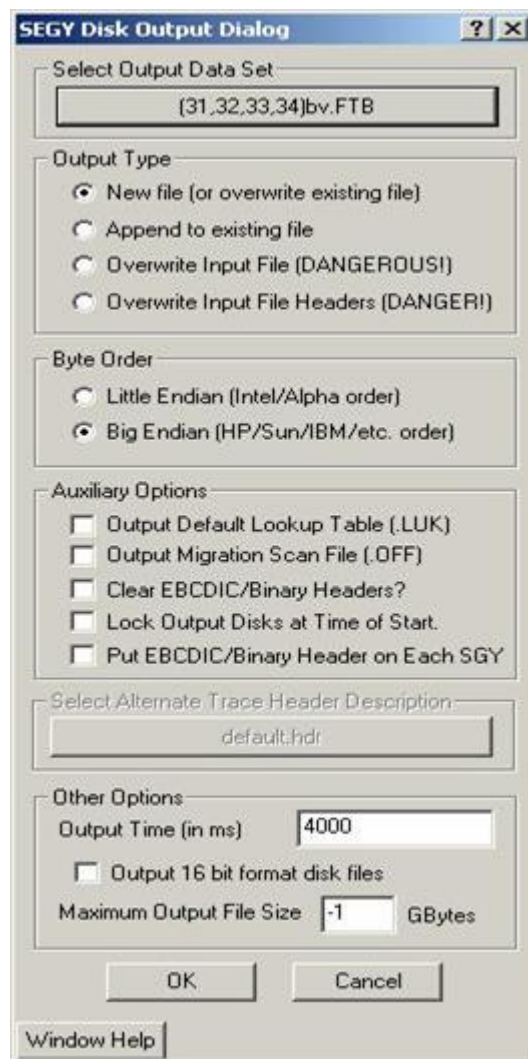 SEGY Disk Output Dialog ? ×
Select Output Data Set
(31,32,33,34)bv.FTB
Output Type
New file (or overwrite existing file)
Append to existing file
Overwrite Input File (DANGEROUS!)
Overwrite Input File Headers (DANGER!)
Byte Order
Little Endian (Intel/Alpha order)
Big Endian (HP/Sun/IBM/etc. order)
Auxiliary Options
Output Default Lookup Table (.LUK)
Output Migration Scan File (.OFF)
Clear EBCDIC/Binary Headers?
Lock Output Disks at Time of Start.
Put EBCDIC/Binary Header on Each SGY
Select Alternate Trace Header Description
default.hdr
Other Options
Output Time (in ms) 4000
Output 16 bit format disk files
Maximum Output File Size -1 GBytes
OK Cancel
Window Help